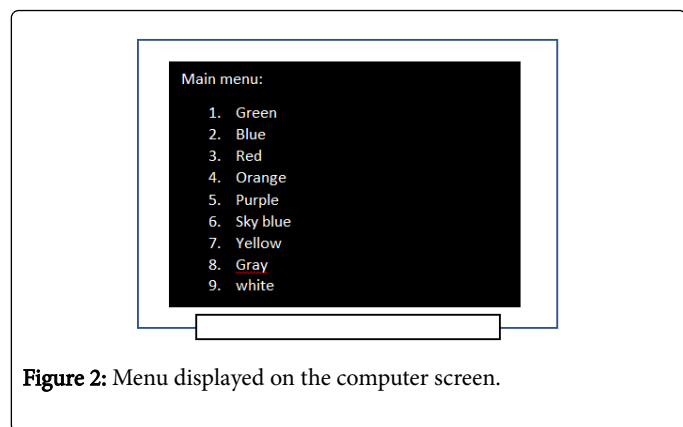 Main menu:
1. Green
2. Blue
3. Red
4. Orange
5. Purple
6. Sky blue
7. Yellow
8. Gray
9. white
Figure 2: Menu displayed on the computer screen.